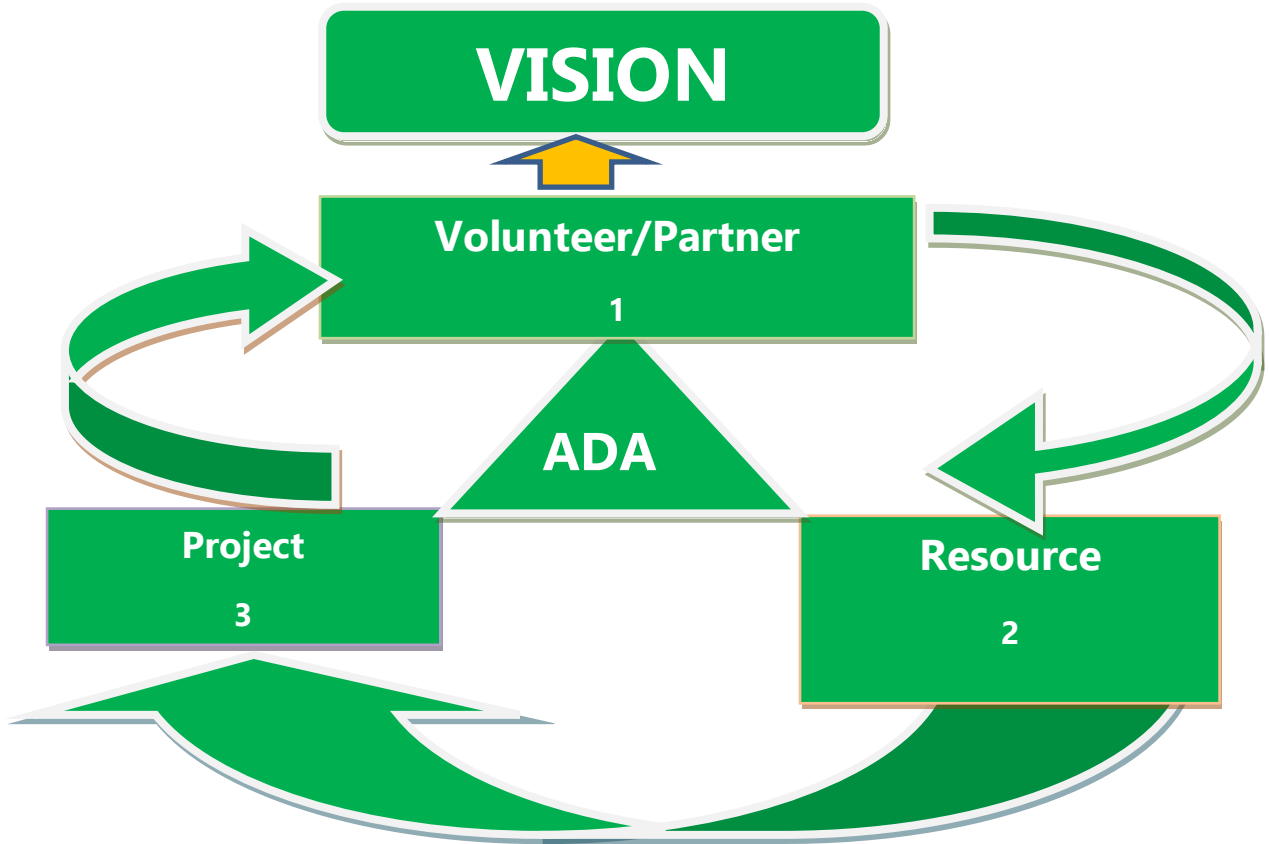 VISION
Volunteer/Partner
1
ADA
Project
3
Resource
2